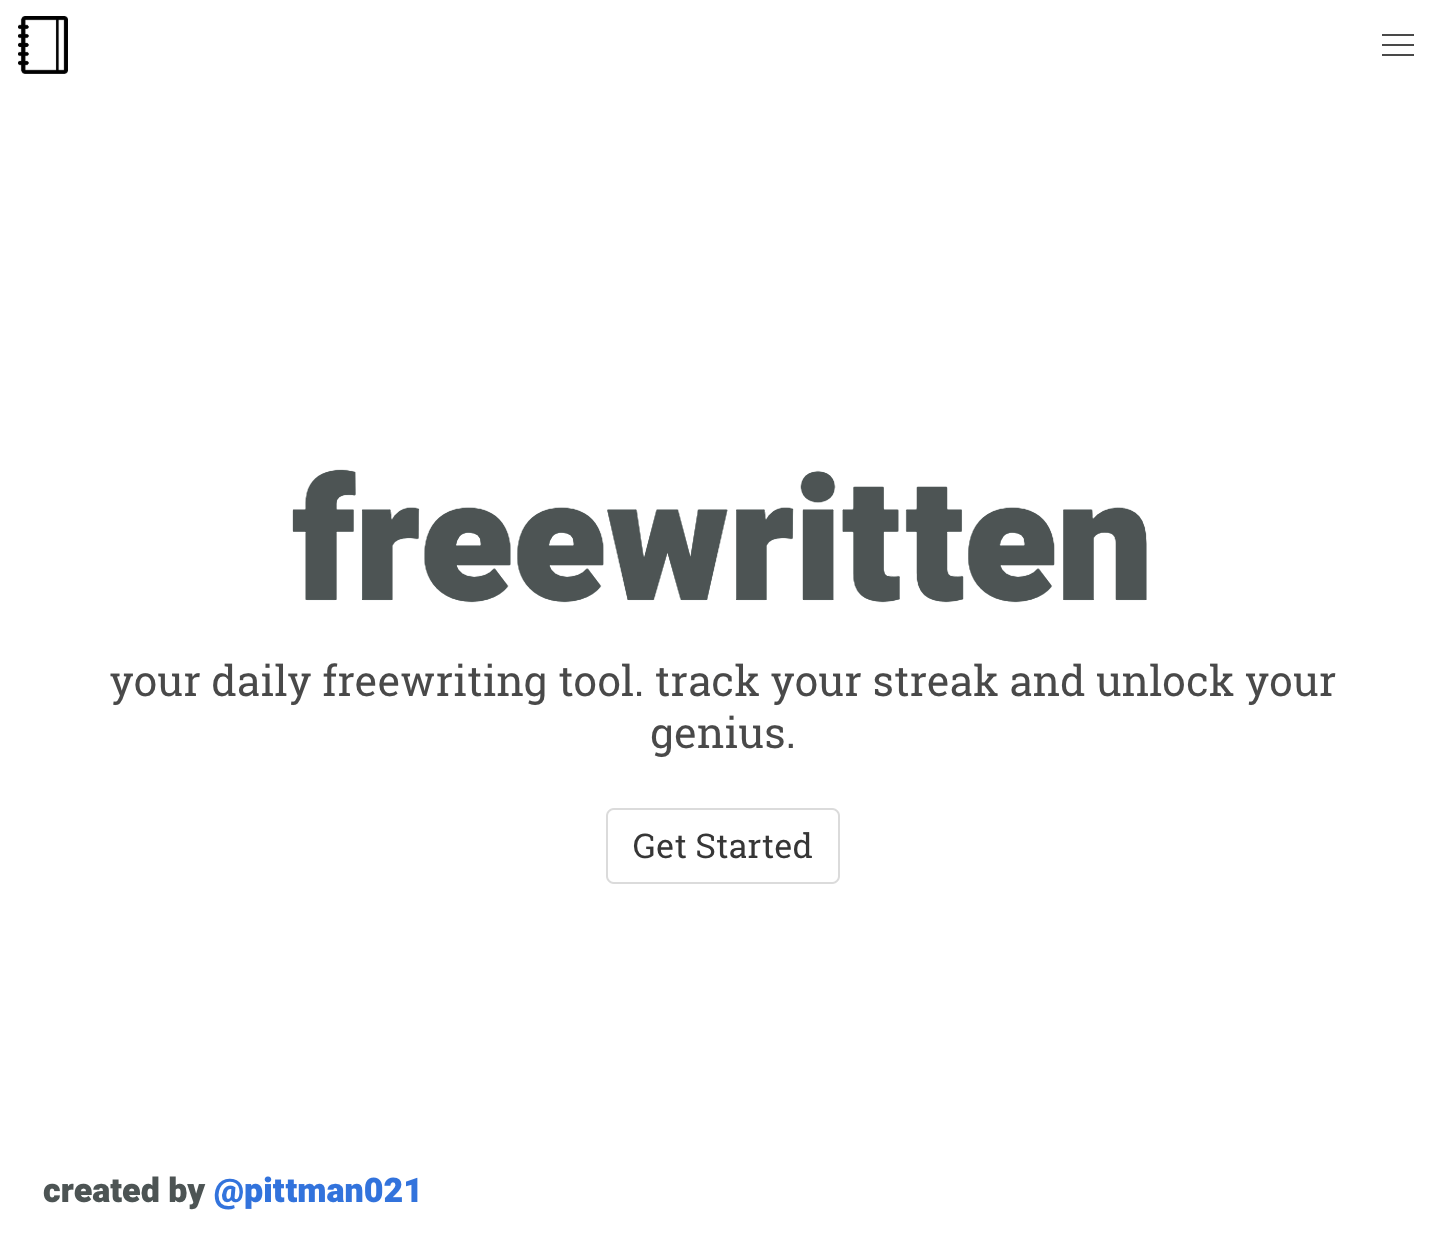 freewritten
your daily freewriting tool. track your streak and unlock your
genius.
Get Started
created by @pittman021